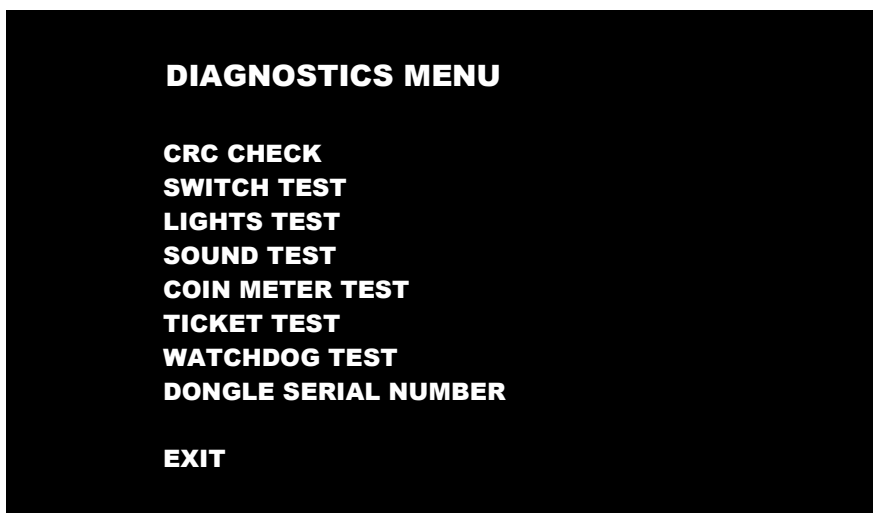 DIAGNOSTICS MENU
CRC CHECK
SWITCH TEST
LIGHTS TEST
SOUND TEST
COIN METER TEST
TICKET TEST
WATCHDOG TEST
DONGLE SERIAL NUMBER
EXIT